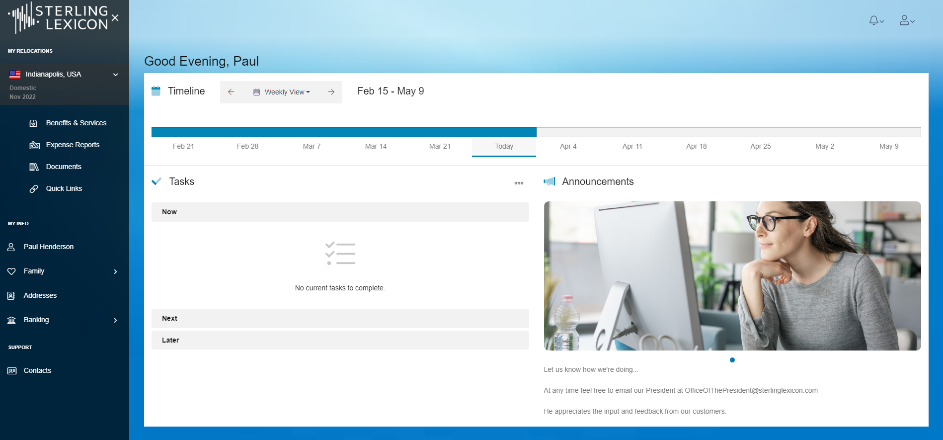 STERLING
LEXICON
MY RELOCATIONS
Indianapolis, USA
Domestic
Nov 2022
Benefits & Services
Expense Reports
Documents
Quick Links
MY INFO
Paul Henderson
Family
Addresses
Banking
SUPPORT
Contacts
Good Evening, Paul
Timeline
Weekly View
Feb 15 - May 9
Feb 21 Feb 28 Mar 7 Mar 14 Mar 21 Today Apr 4 Apr 11 Apr 18 Apr 25 May 2 May 9
Tasks
Now
No current tasks to complete.
Next
Later
Announcements
Let us know how we're doing...
At any time feel free to email our President at OfficeOfThePresident@sterlinglexicon.com
He appreciates the input and feedback from our customers.